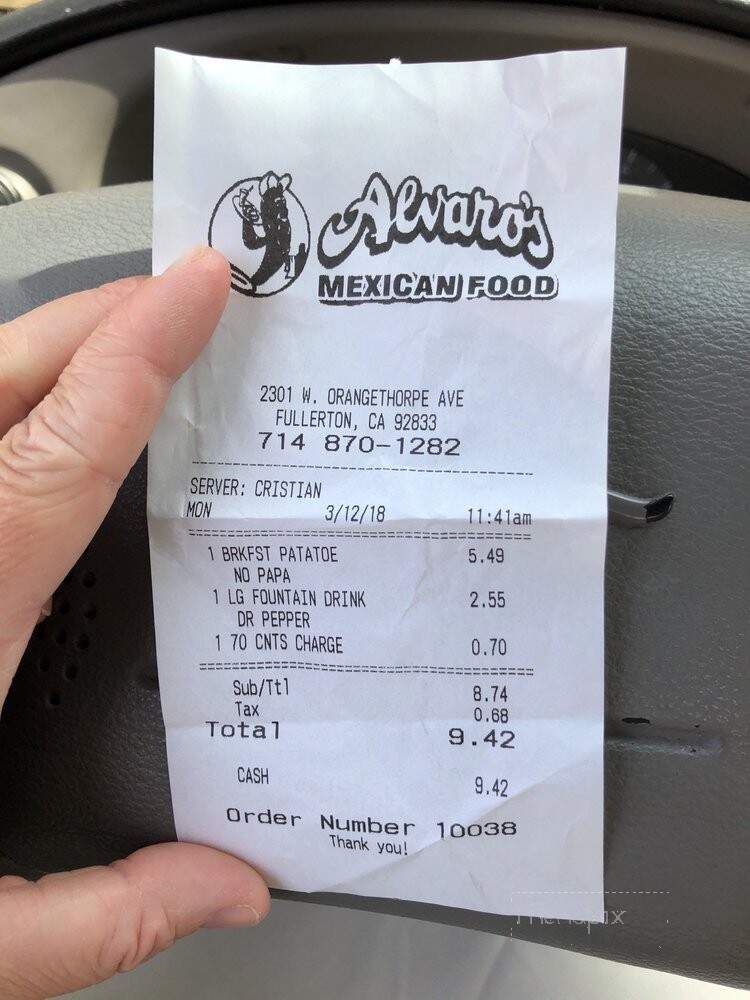 Alvaro's
MEXICAN FOOD
2301 W. ORANGETHORPE AVE
FULLERTON, CA 92833
714 870-1282
SERVER: CRISTIAN
MON 3/12/18 11:41am
1 BRKFST PATATOE 5.49
NO PAPA
1 LG FOUNTAIN DRINK 2.55
DR PEPPER
1 70 CNTS CHARGE 0.70
Sub/Ttl 8.74
Tax 0.68
Total 9.42
CASH 9.42
Order Number 10038
Thank you!